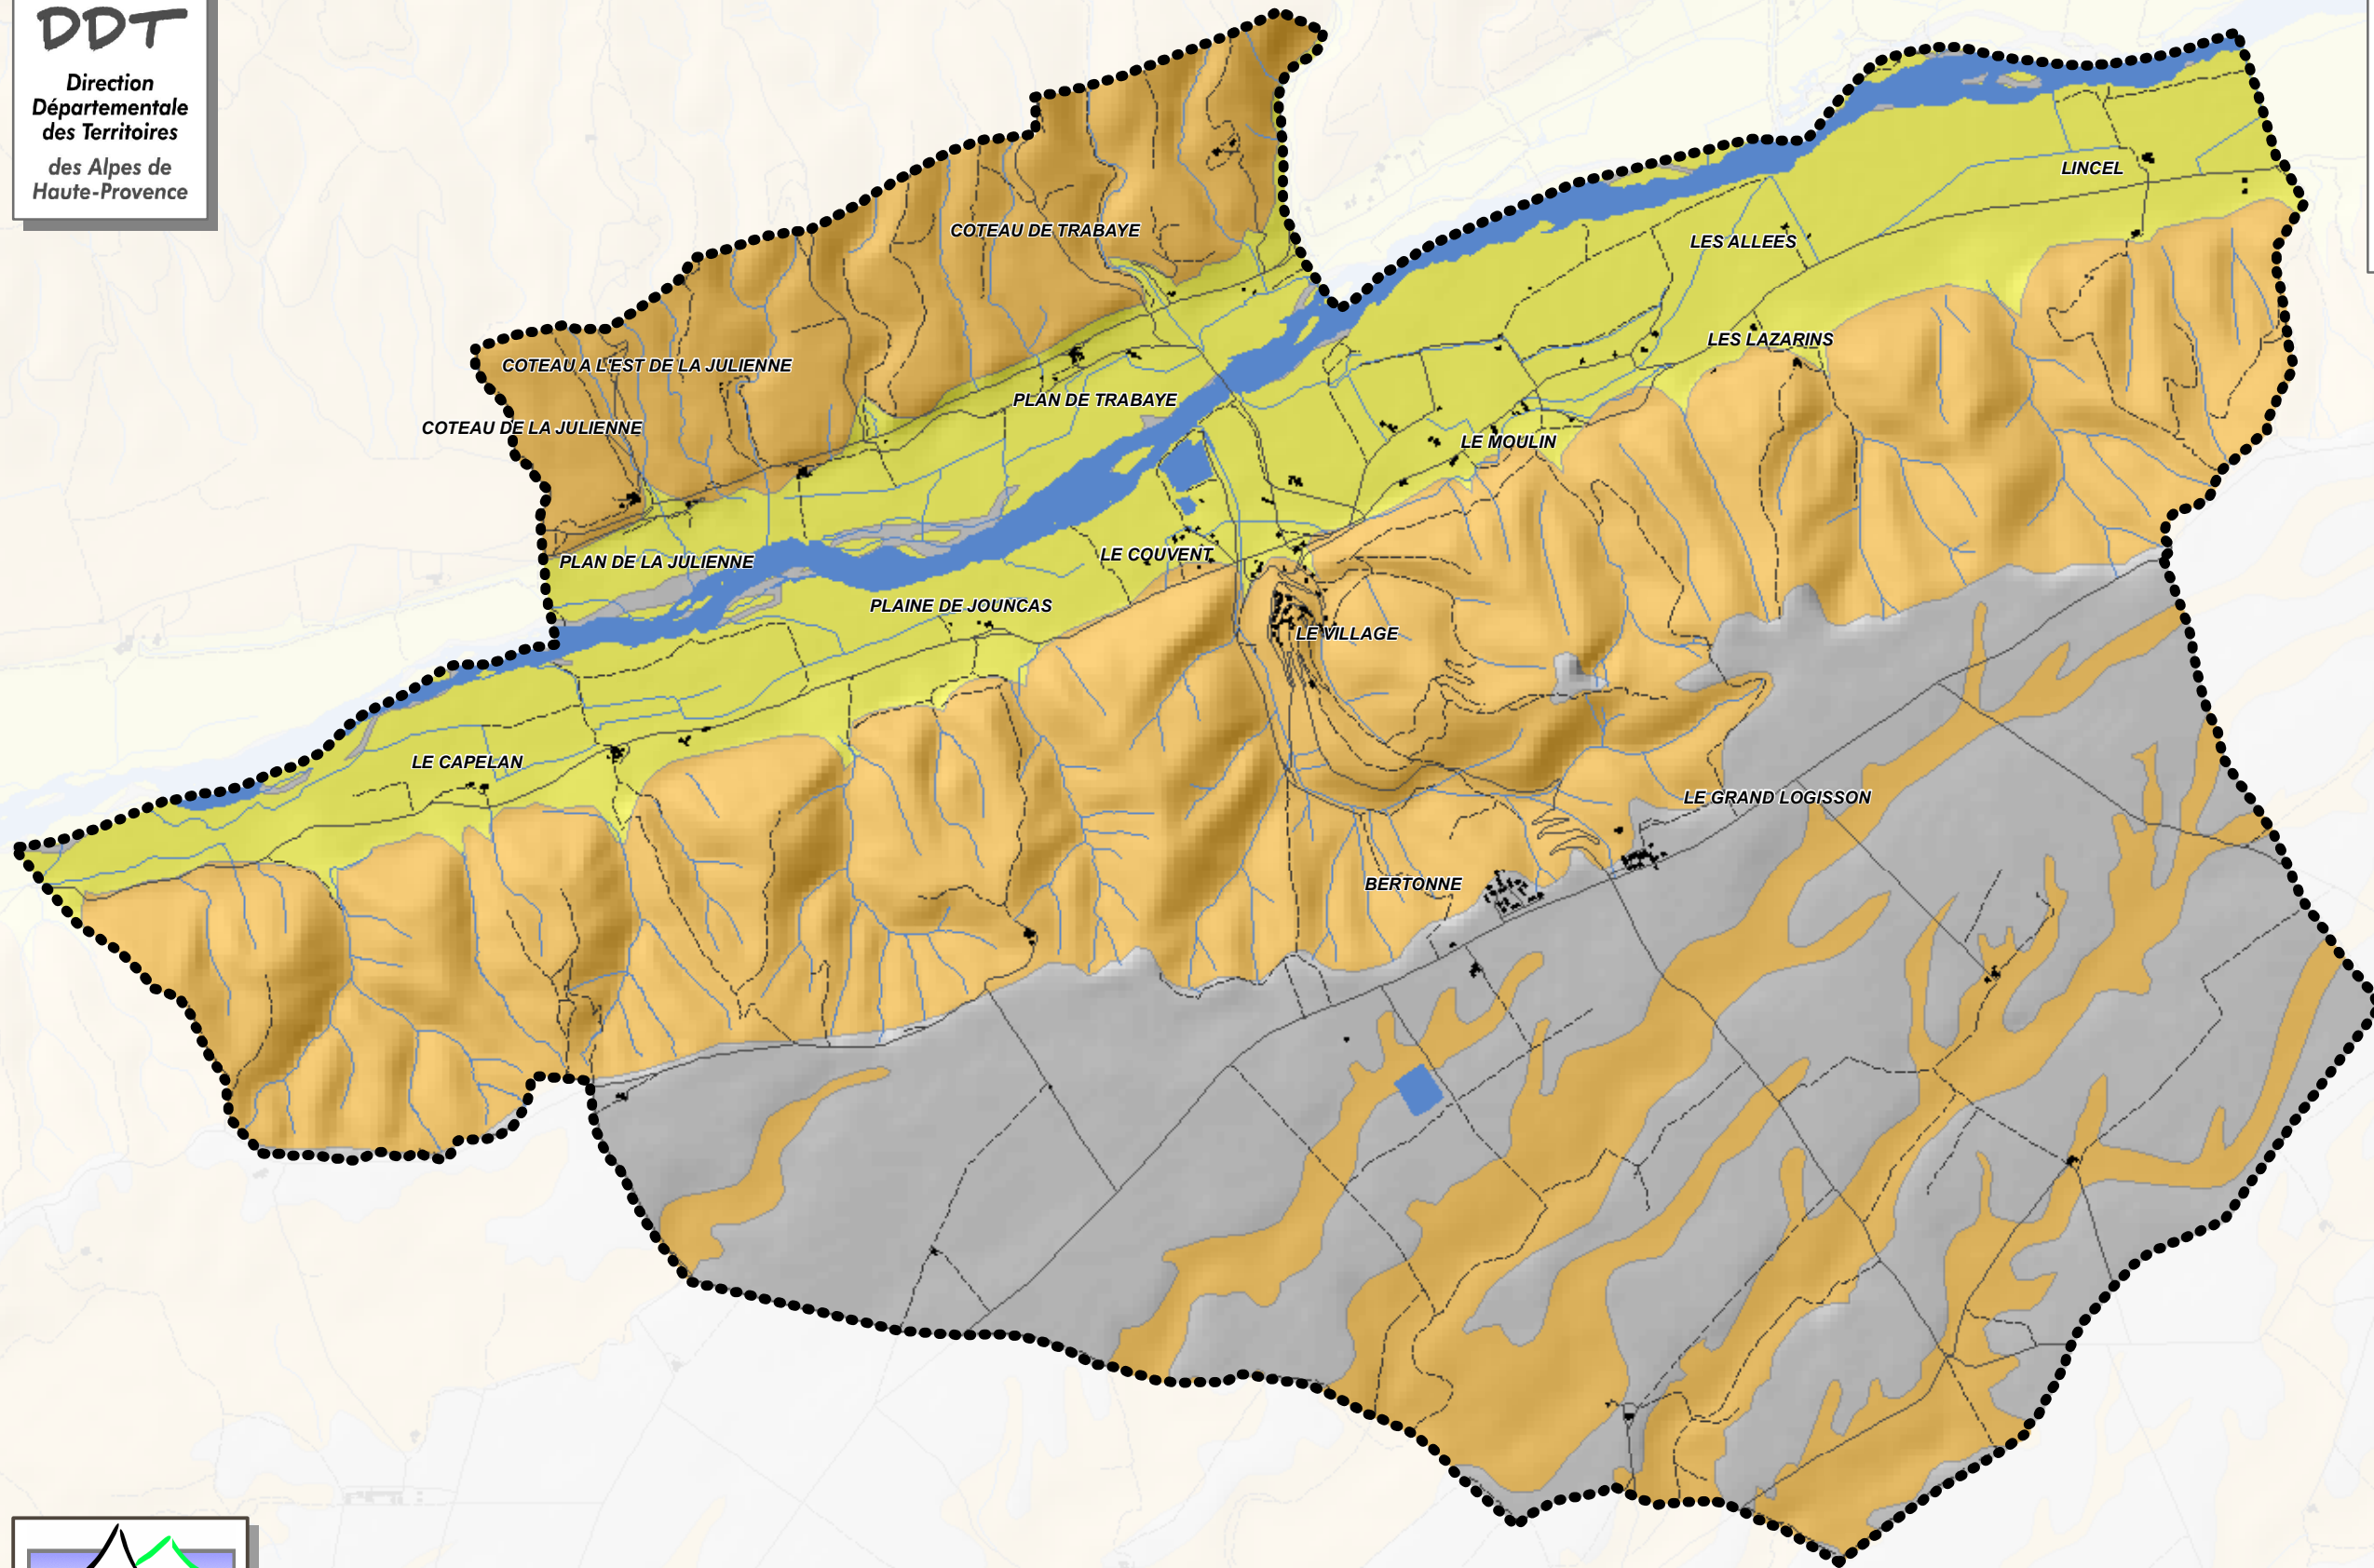 DDT
Direction
Départementale
des Territoires
des Alpes de
Haute-Provence
LINCEL
COTEAU DE TRABAYE
LES ALLEES
LES LAZARINS
COTEAU A L'EST DE LA JULIENNE
PLAN DE TRABAYE
COTEAU DE LA JULIENNE
LE MOULIN
LE COUVENT
PLAN DE LA JULIENNE
PLAINE DE JOUNCAS
LE VILLAGE
LE CAPELAN
LE GRAND LOGISSON
BERTONNE